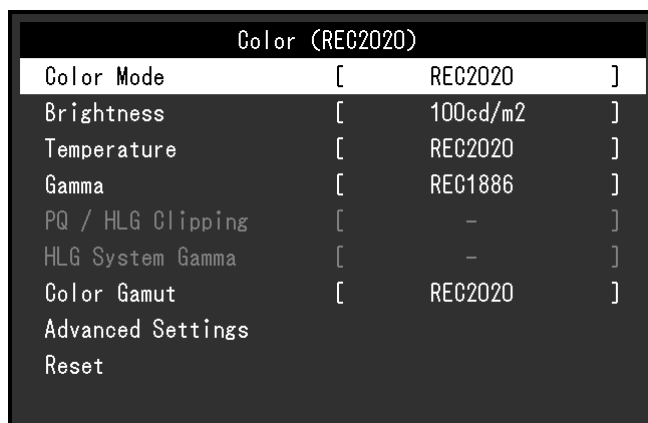 Color (REC2020)
Color Mode [ REC2020 ]
Brightness [ 100cd/m2 ]
Temperature [ REC2020 ]
Gamma [ REC1886 ]
PQ / HLG Clipping [ – ]
HLG System Gamma [ – ]
Color Gamut [ REC2020 ]
Advanced Settings
Reset